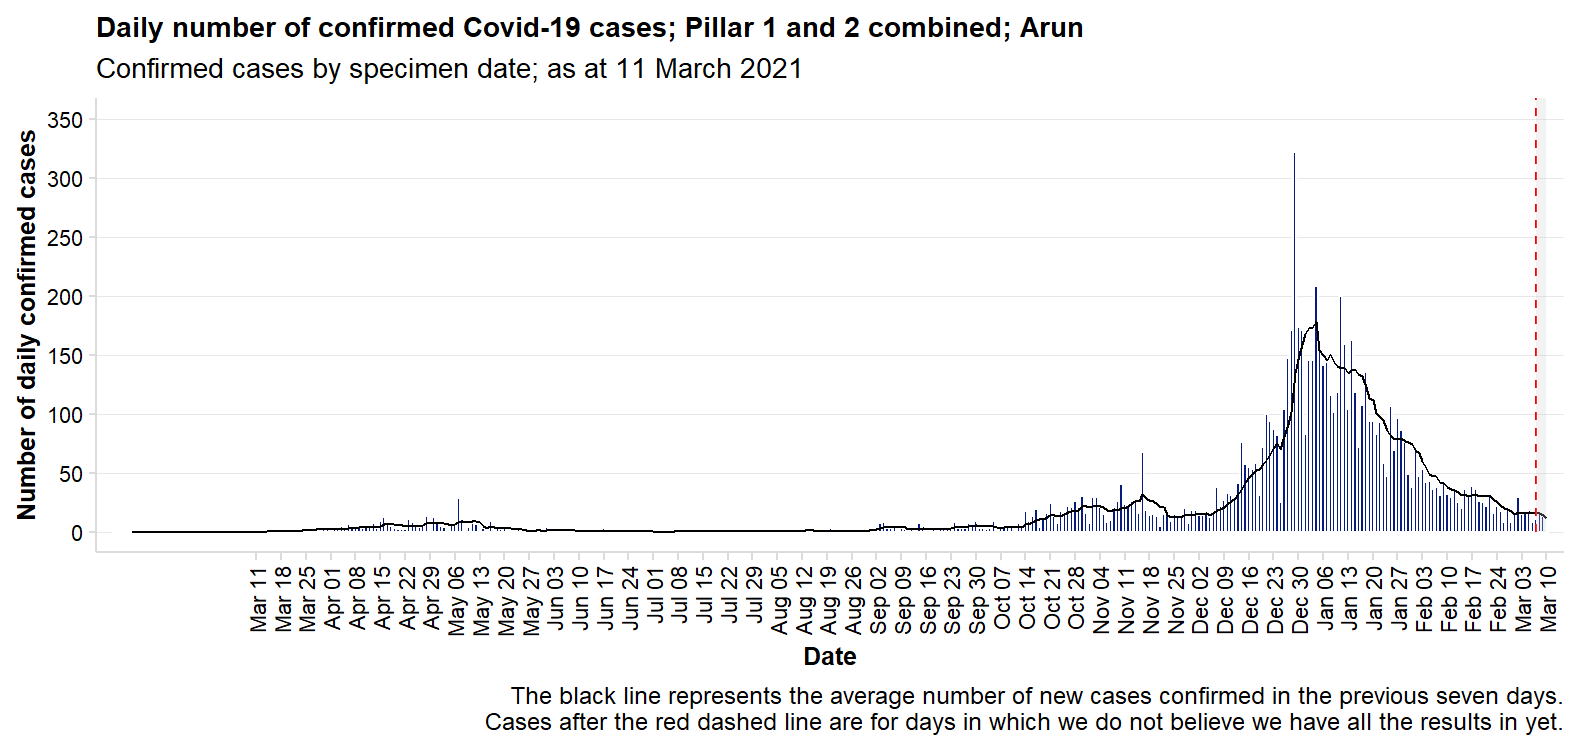 Daily number of confirmed Covid-19 cases; Pillar 1 and 2 combined; Arun
Confirmed cases by specimen date; as at 11 March 2021
Number of daily confirmed cases
350
300
250
200
150
100
50
0
Mar 11
Mar 18
Mar 25
Apr 01
Apr 08
Apr 15
Apr 22
Apr 29
May 06
May 13
May 20
May 27
Jun 03
Jun 10
Jun 17
Jun 24
Jul 01
Jul 08
Jul 15
Jul 22
Jul 29
Aug 05
Aug 12
Aug 19
Aug 26
Sep 02
Sep 09
Sep 16
Sep 23
Sep 30
Oct 07
Oct 14
Oct 21
Oct 28
Nov 04
Nov 11
Nov 18
Nov 25
Dec 02
Dec 09
Dec 16
Dec 23
Dec 30
Jan 06
Jan 13
Jan 20
Jan 27
Feb 03
Feb 10
Feb 17
Feb 24
Mar 03
Mar 10
Date
The black line represents the average number of new cases confirmed in the previous seven days.
Cases after the red dashed line are for days in which we do not believe we have all the results in yet.